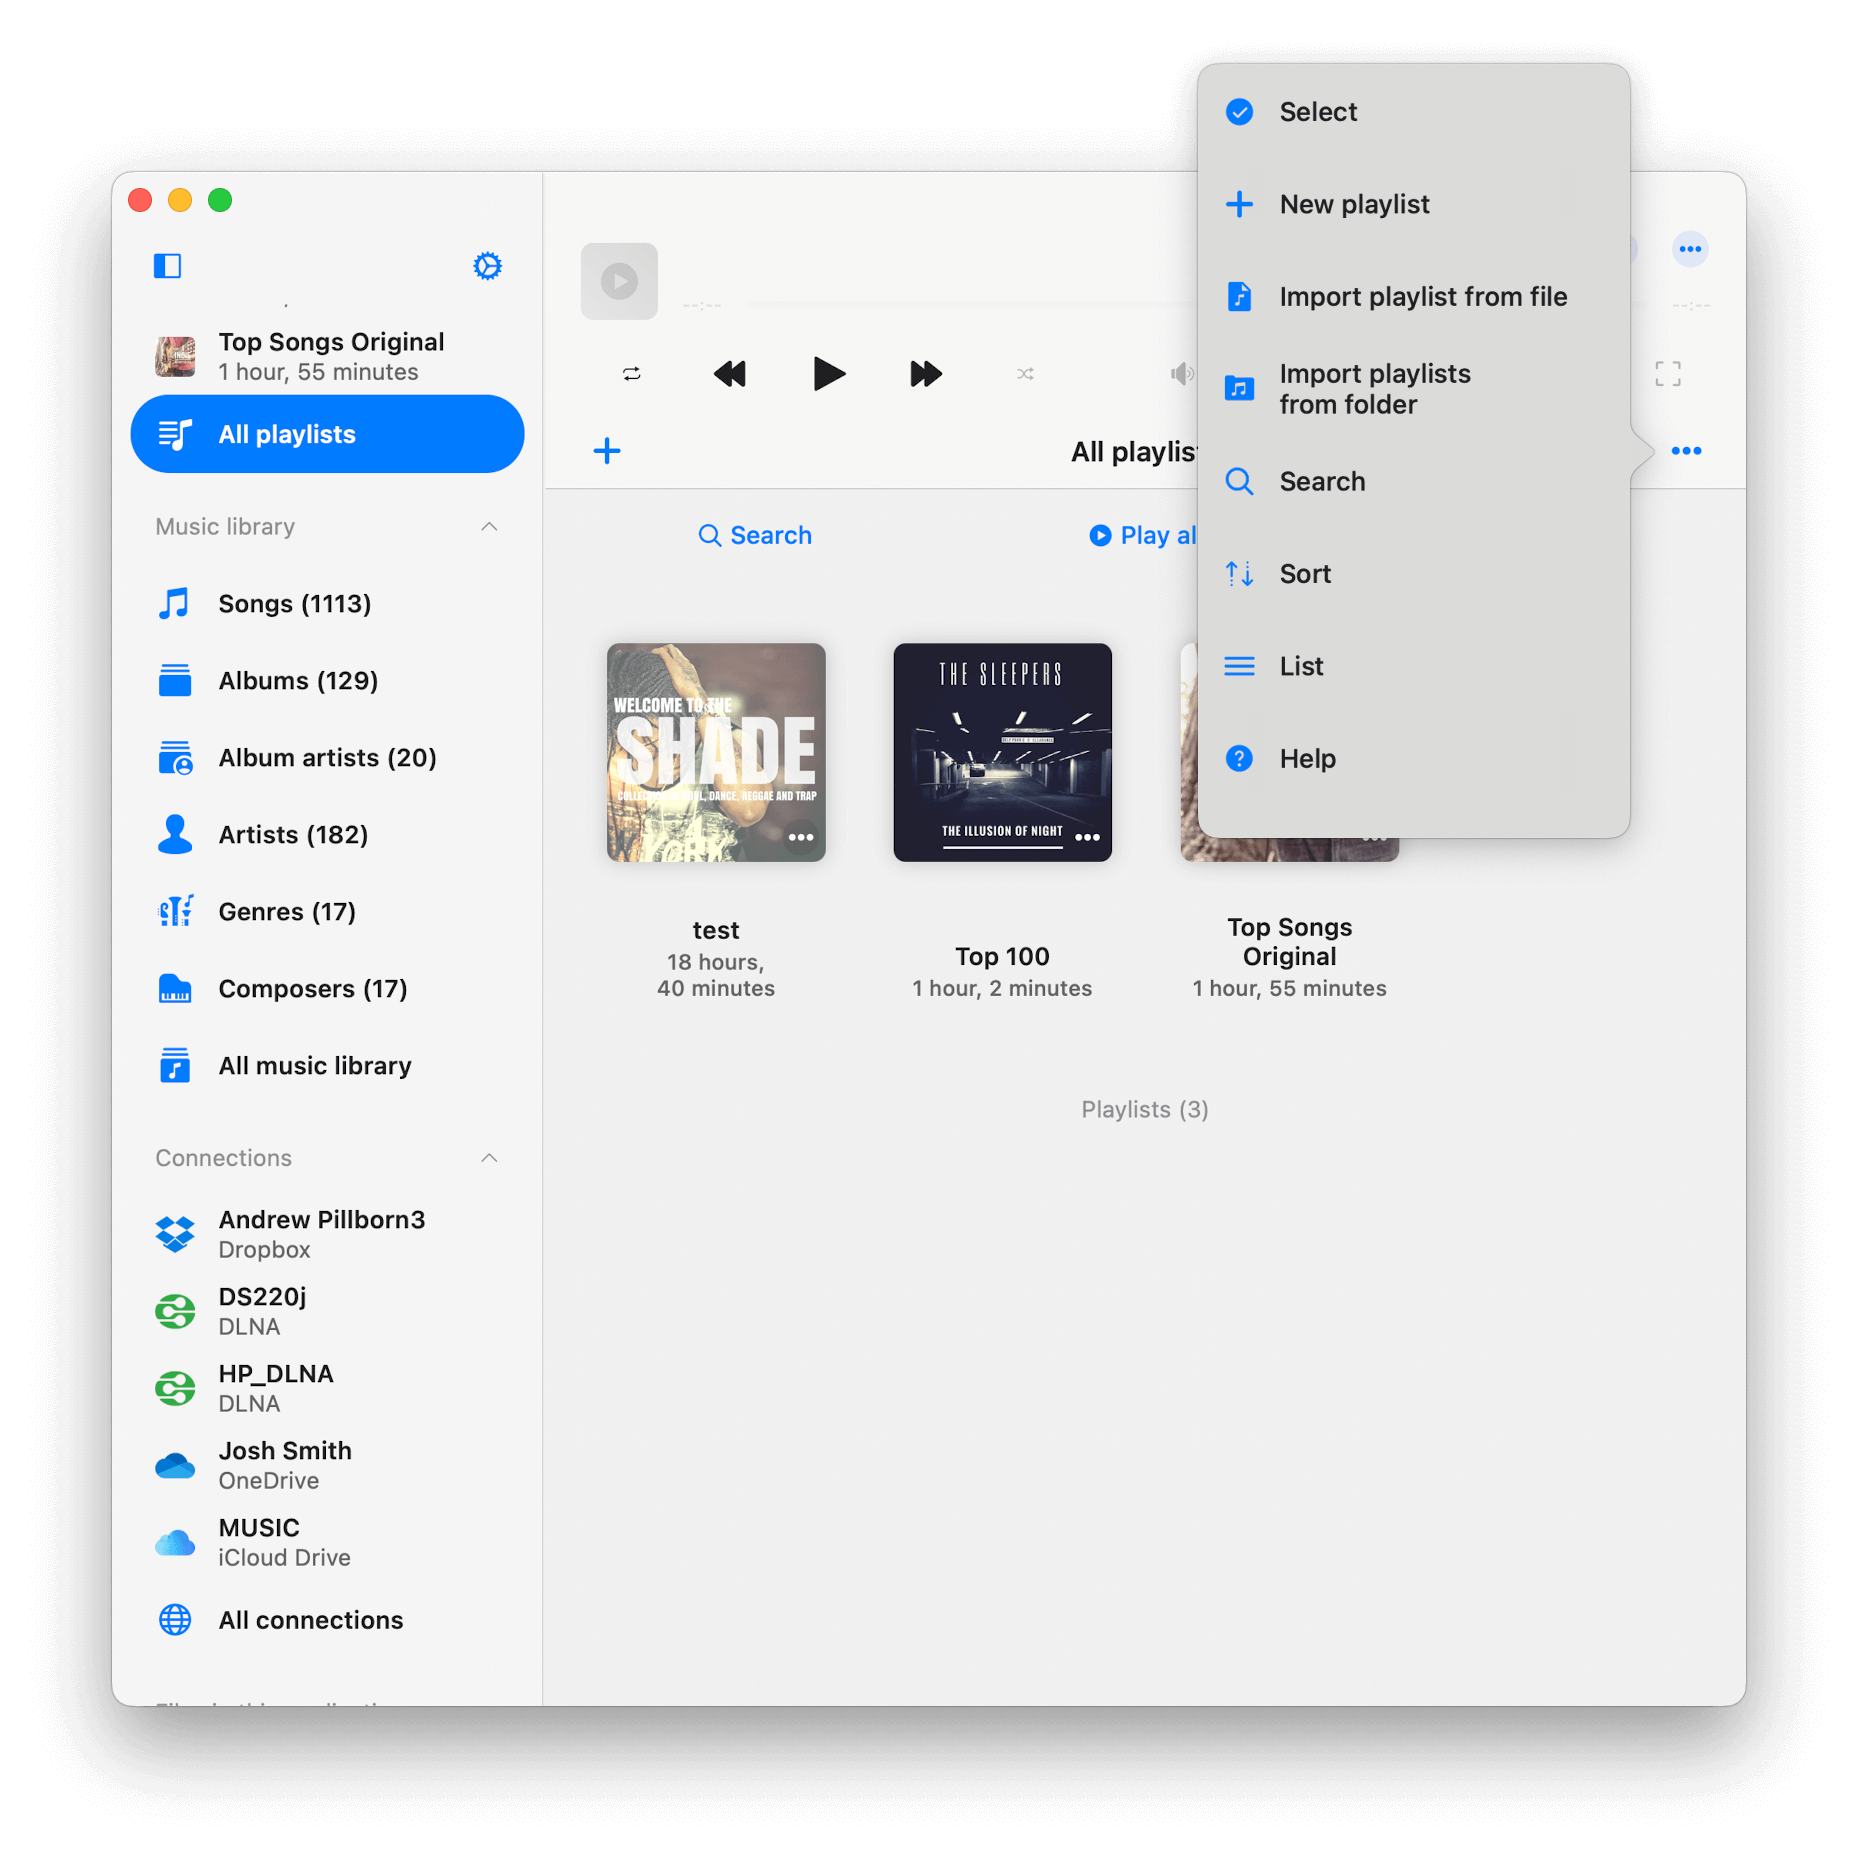 Top Songs Original
1 hour, 55 minutes
All playlists
Music library
Songs (1113)
Albums (129)
Album artists (20)
Artists (182)
Genres (17)
Composers (17)
All music library
Connections
Andrew Pillborn3
Dropbox
DS220j
DLNA
HP_DLNA
DLNA
Josh Smith
OneDrive
MUSIC
iCloud Drive
All connections
--:--
--:--
All playlis
Search
Play al
Select
New playlist
Import playlist from file
Import playlists
from folder
Search
Sort
List
Help
WELCOME TO THE
SHADE
DANCE, REGGAE AND TRAP
THE SLEEPERS
THE ILLUSION OF NIGHT
test
18 hours,
40 minutes
Top 100
1 hour, 2 minutes
Top Songs
Original
1 hour, 55 minutes
Playlists (3)